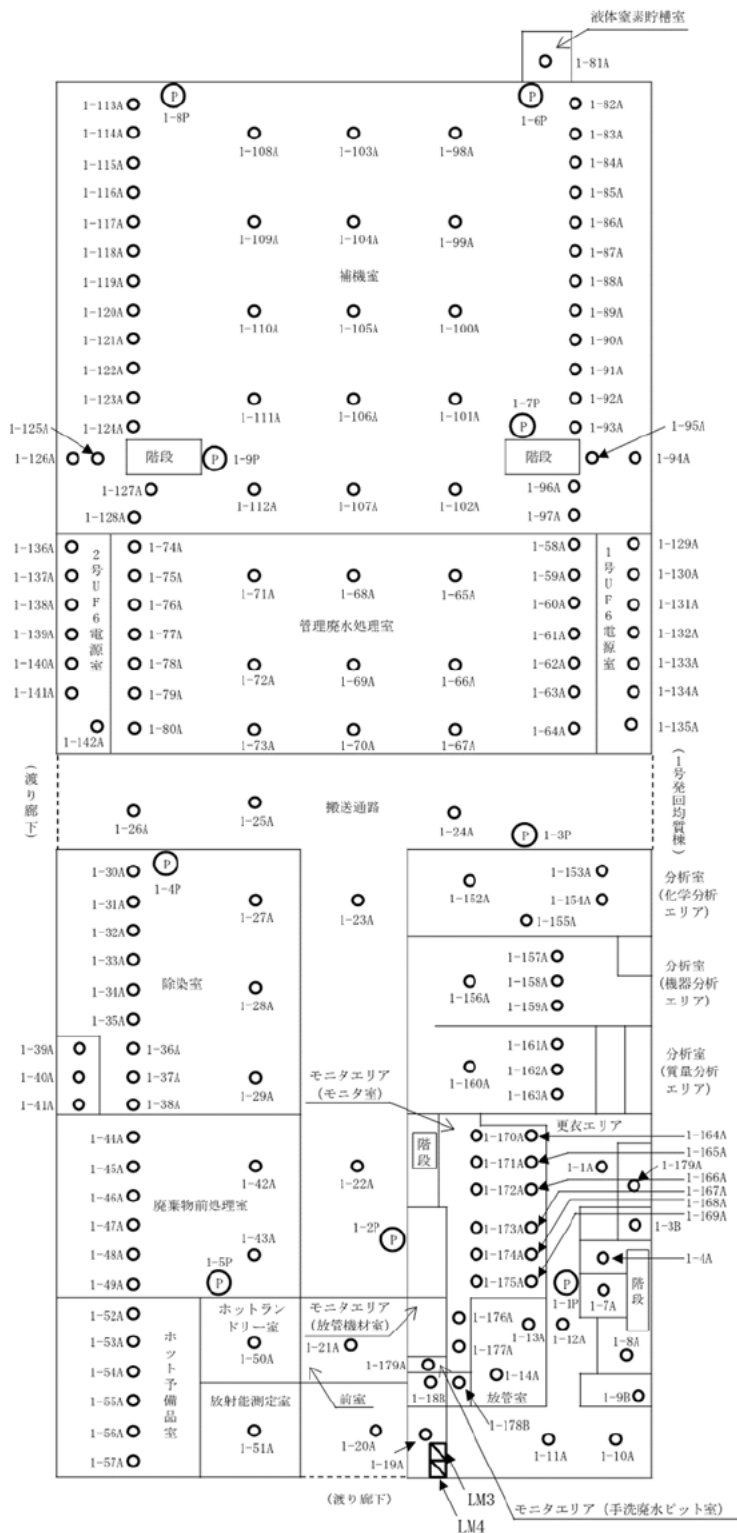 液体窒素貯槽室
1-81A
1-113A
P
1-8P
P
1-6P
1-82A
1-114A
1-108A
1-103A
1-98A
1-83A
1-115A
1-84A
1-116A
1-85A
1-117A
1-109A
1-104A
1-99A
1-86A
1-118A
1-87A
補機室
1-119A
1-88A
1-120A
1-110A
1-105A
1-100A
1-89A
1-121A
1-90A
1-122A
1-91A
1-123A
1-111A
1-106A
1-101A
1-7P
P
1-92A
1-124A
1-93A
1-125A
1-95A
1-126A
階段
P
1-9P
階段
1-94A
1-127A
1-112A
1-107A
1-102A
1-96A
1-128A
1-97A
1-136A
2号UF6電源室
1-74A
1-58A
1号UF6電源室
1-129A
1-137A
1-75A
1-71A
1-68A
1-65A
1-59A
1-130A
1-138A
1-76A
1-60A
1-131A
管理廃水処理室
1-139A
1-77A
1-61A
1-132A
1-140A
1-78A
1-72A
1-69A
1-66A
1-62A
1-133A
1-141A
1-79A
1-63A
1-134A
1-142A
1-80A
1-73A
1-70A
1-67A
1-64A
1-135A
(渡り廊下)
搬送通路
(1号発回均質棟)
1-26A
1-25A
1-24A
P
1-3P
1-30A
P
1-4P
1-152A
1-153A
分析室
(化学分析
エリア)
1-31A
1-27A
1-23A
1-154A
1-32A
1-155A
1-33A
1-157A
分析室
(機器分析
エリア)
除染室
1-34A
1-28A
1-156A
1-158A
1-35A
1-159A
1-39A
1-36A
1-161A
分析室
(質量分析
エリア)
1-40A
1-37A
1-29A
モニタエリア
(モニタ室)
1-160A
1-162A
1-41A
1-38A
1-163A
更衣エリア
1-44A
階段
1-170A
1-164A
1-45A
1-42A
1-22A
1-171A
1-1A
1-165A
1-179A
1-46A
1-172A
1-166A
廃棄物前処理室
1-167A
1-47A
1-43A
1-2P
P
1-173A
1-168A
1-3B
1-169A
1-48A
1-5P
P
1-174A
1-4A
1-49A
1-175A
P
1-1P
1-7A
階段
1-52A
ホットラン
ドリー室
モニタエリア
(放管機材室)
1-176A
1-13A
1-12A
1-53A
ホット予備品室
1-50A
1-21A
1-177A
1-8A
1-54A
1-179A
1-14A
1-55A
放射能測定室
前室
1-18B
放管室
1-9B
1-178B
1-56A
1-51A
1-20A
1-19A
1-11A
1-10A
1-57A
(渡り廊下)
LM3
LM4
モニタエリア(手洗廃水ピット室)